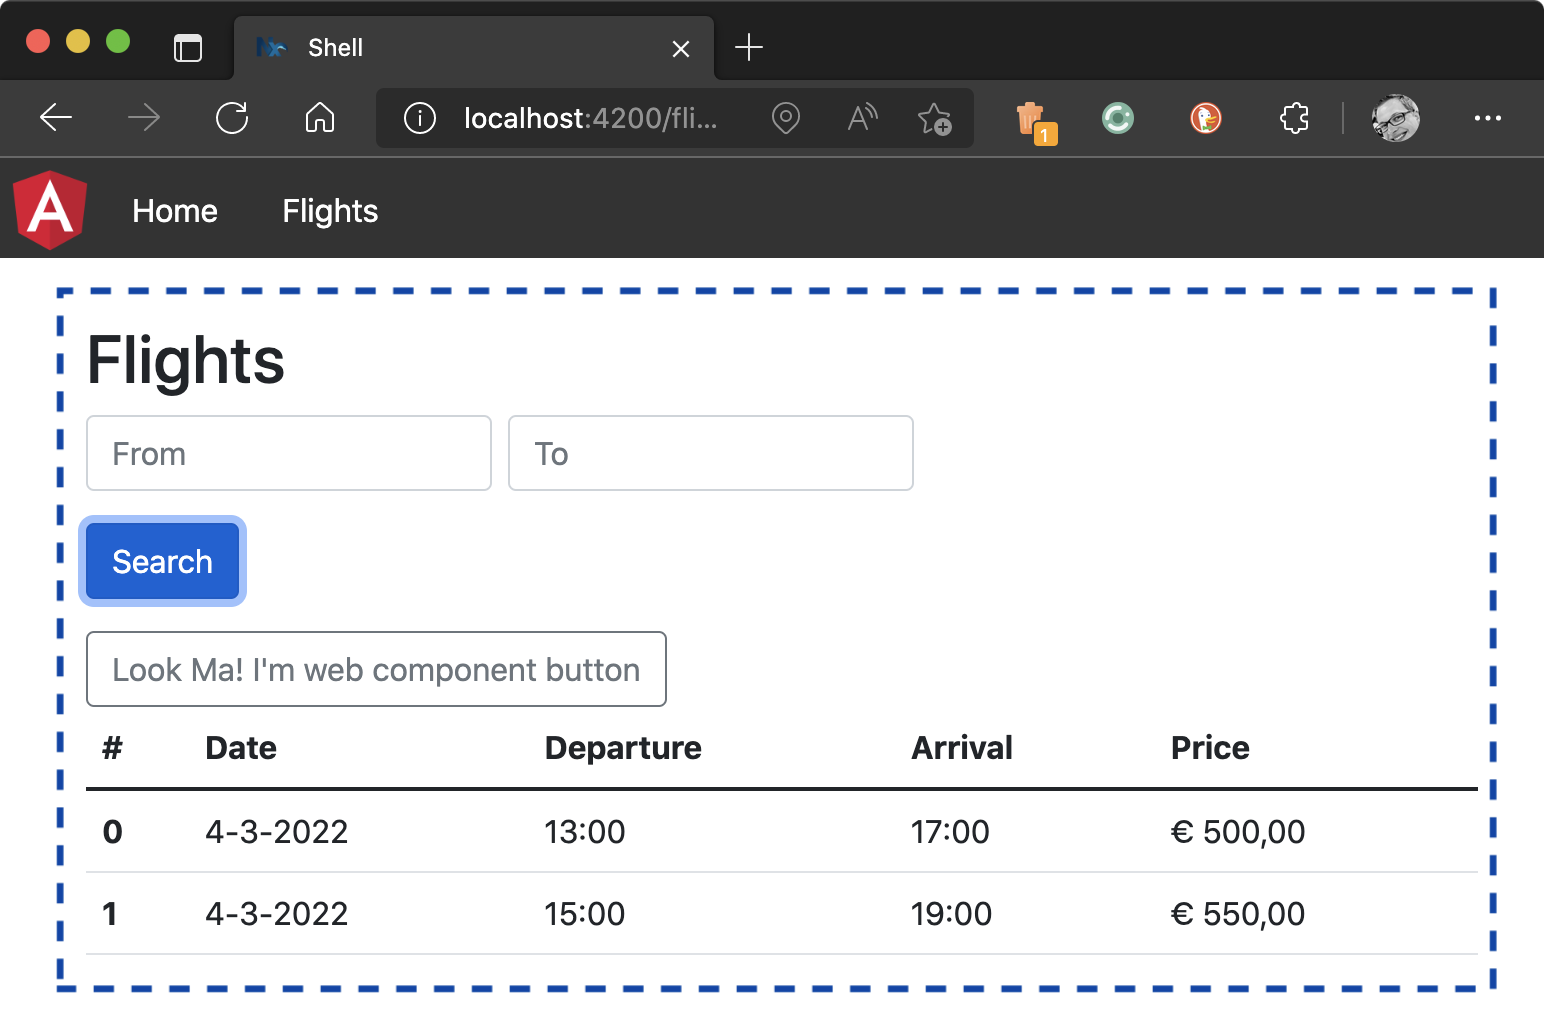 Nx Shell
localhost:4200/fli...
A
1
A Home Flights
Flights
From To
Search
Look Ma! I'm web component button
# Date Departure Arrival Price
0 4-3-2022 13:00 17:00 € 500,00
1 4-3-2022 15:00 19:00 € 550,00